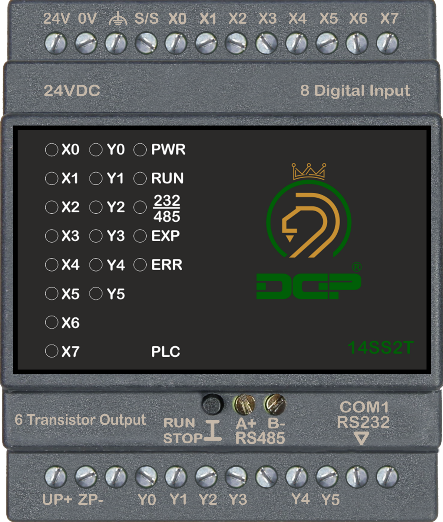 24V 0V S/S X0 X1 X2 X3 X4 X5 X6 X7
24VDC 8 Digital Input
X0 Y0 PWR
X1 Y1 RUN
X2 Y2 232
485
X3 Y3 EXP
X4 Y4 ERR
X5 Y5
X6
X7 PLC
DCP®
14SS2T
6 Transistor Output
RUN
STOP
A+ B-
RS485
COM1
RS232
UP+ ZP- Y0 Y1 Y2 Y3 Y4 Y5